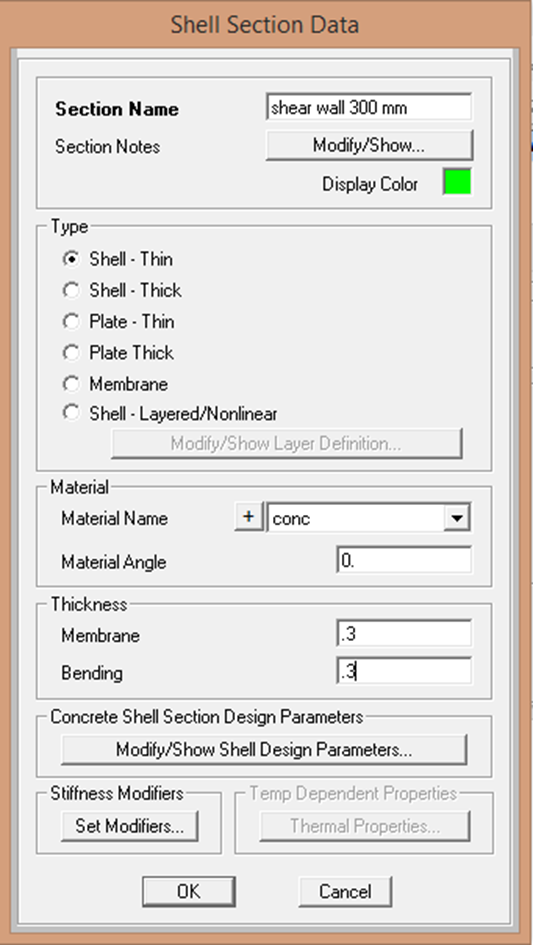 Shell Section Data
Section Name shear wall 300 mm
Section Notes Modify/Show...
Display Color
Type
Shell - Thin
Shell - Thick
Plate - Thin
Plate Thick
Membrane
Shell - Layered/Nonlinear
Modify/Show Layer Definition...
Material
Material Name + conc
Material Angle 0.
Thickness
Membrane .3
Bending .3
Concrete Shell Section Design Parameters
Modify/Show Shell Design Parameters...
Stiffness Modifiers Temp Dependent Properties
Set Modifiers... Thermal Properties...
OK Cancel